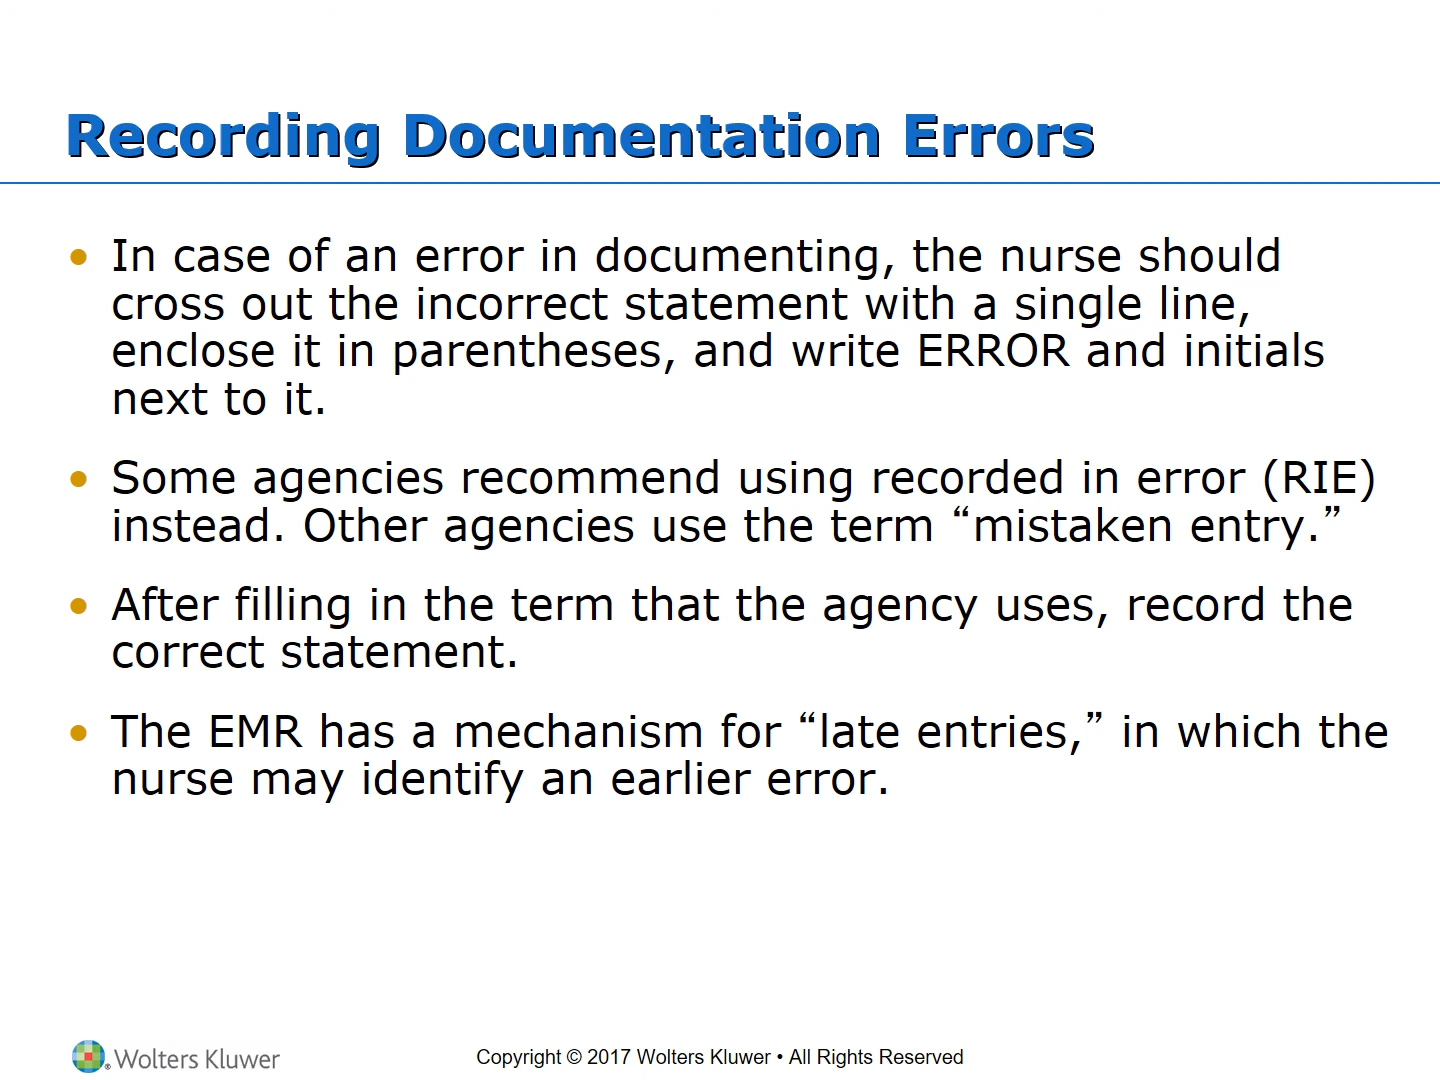 Recording Documentation Errors
• In case of an error in documenting, the nurse should
cross out the incorrect statement with a single line,
enclose it in parentheses, and write ERROR and initials
next to it.
• Some agencies recommend using recorded in error (RIE)
instead. Other agencies use the term “mistaken entry.”
• After filling in the term that the agency uses, record the
correct statement.
• The EMR has a mechanism for “late entries,” in which the
nurse may identify an earlier error.
® Wolters Kluwer
Copyright © 2017 Wolters Kluwer • All Rights Reserved